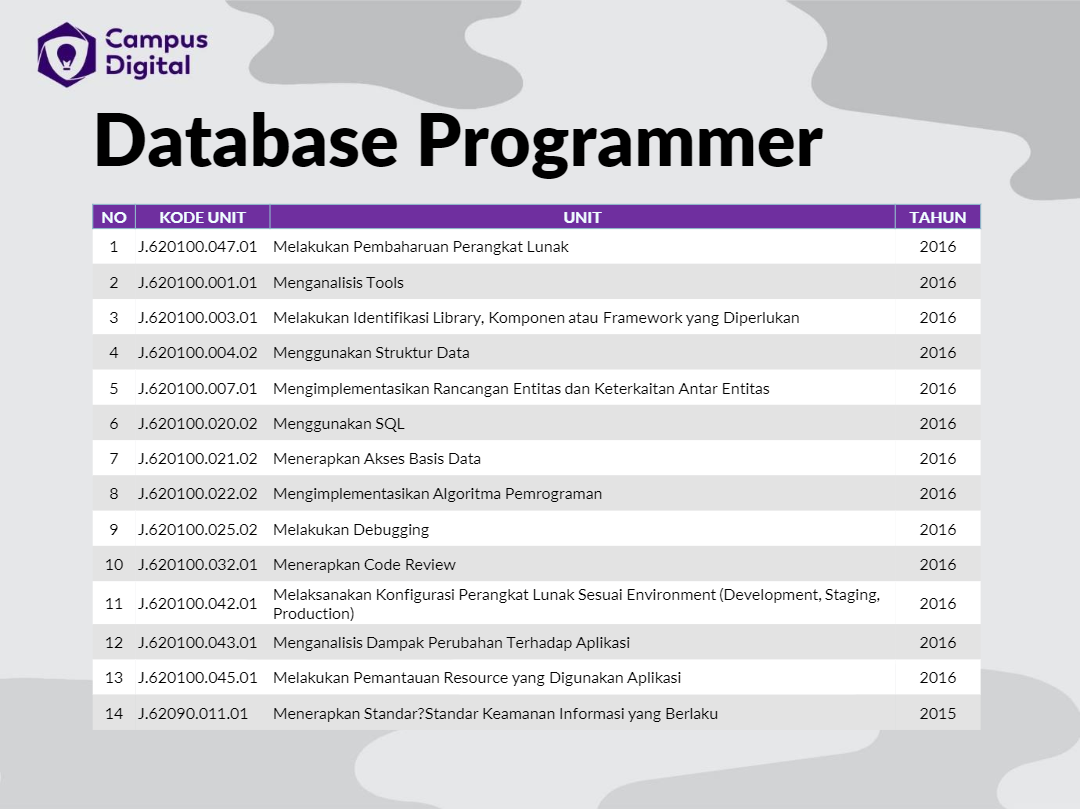 Campus
Digital
Database Programmer
NO KODE UNIT UNIT TAHUN
1 J.620100.047.01 Melakukan Pembaharuan Perangkat Lunak 2016
2 J.620100.001.01 Menganalisis Tools 2016
3 J.620100.003.01 Melakukan Identifikasi Library, Komponen atau Framework yang Diperlukan 2016
4 J.620100.004.02 Menggunakan Struktur Data 2016
5 J.620100.007.01 Mengimplementasikan Rancangan Entitas dan Keterkaitan Antar Entitas 2016
6 J.620100.020.02 Menggunakan SQL 2016
7 J.620100.021.02 Menerapkan Akses Basis Data 2016
8 J.620100.022.02 Mengimplementasikan Algoritma Pemrograman 2016
9 J.620100.025.02 Melakukan Debugging 2016
10 J.620100.032.01 Menerapkan Code Review 2016
11 J.620100.042.01 Melaksanakan Konfigurasi Perangkat Lunak Sesuai Environment (Development, Staging,
Production) 2016
12 J.620100.043.01 Menganalisis Dampak Perubahan Terhadap Aplikasi 2016
13 J.620100.045.01 Melakukan Pemantauan Resource yang Digunakan Aplikasi 2016
14 J.62090.011.01 Menerapkan Standar?Standar Keamanan Informasi yang Berlaku 2015